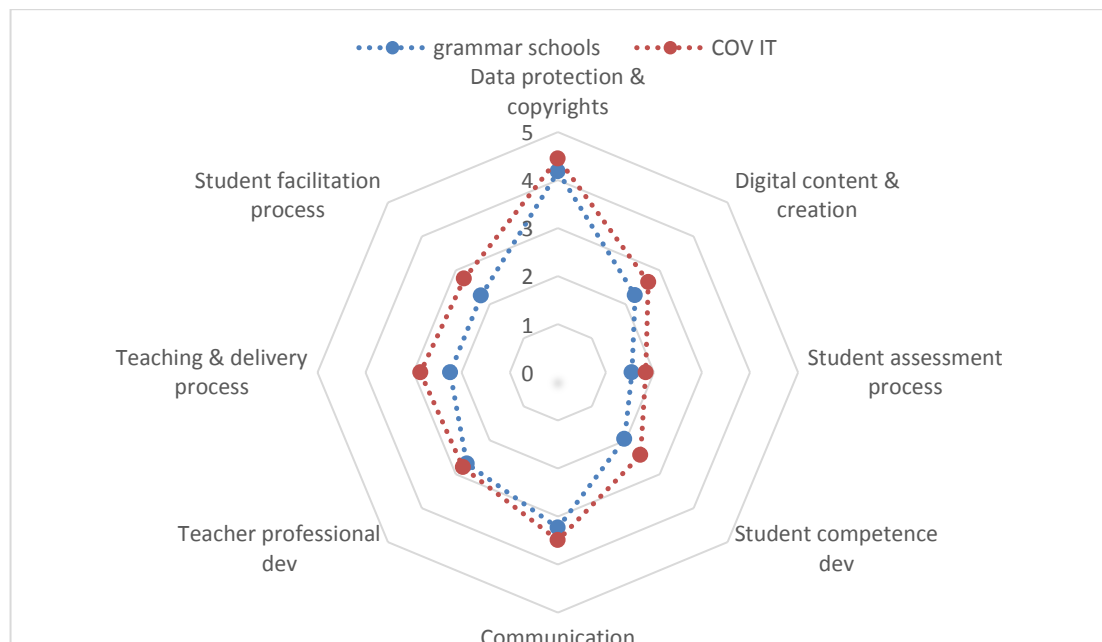 grammar schools
COV IT
Data protection &
copyrights
5
4
3
2
1
0
Digital content &
creation
Student assessment
process
Student competence
dev
Communication
Teacher professional
dev
Teaching & delivery
process
Student facilitation
process